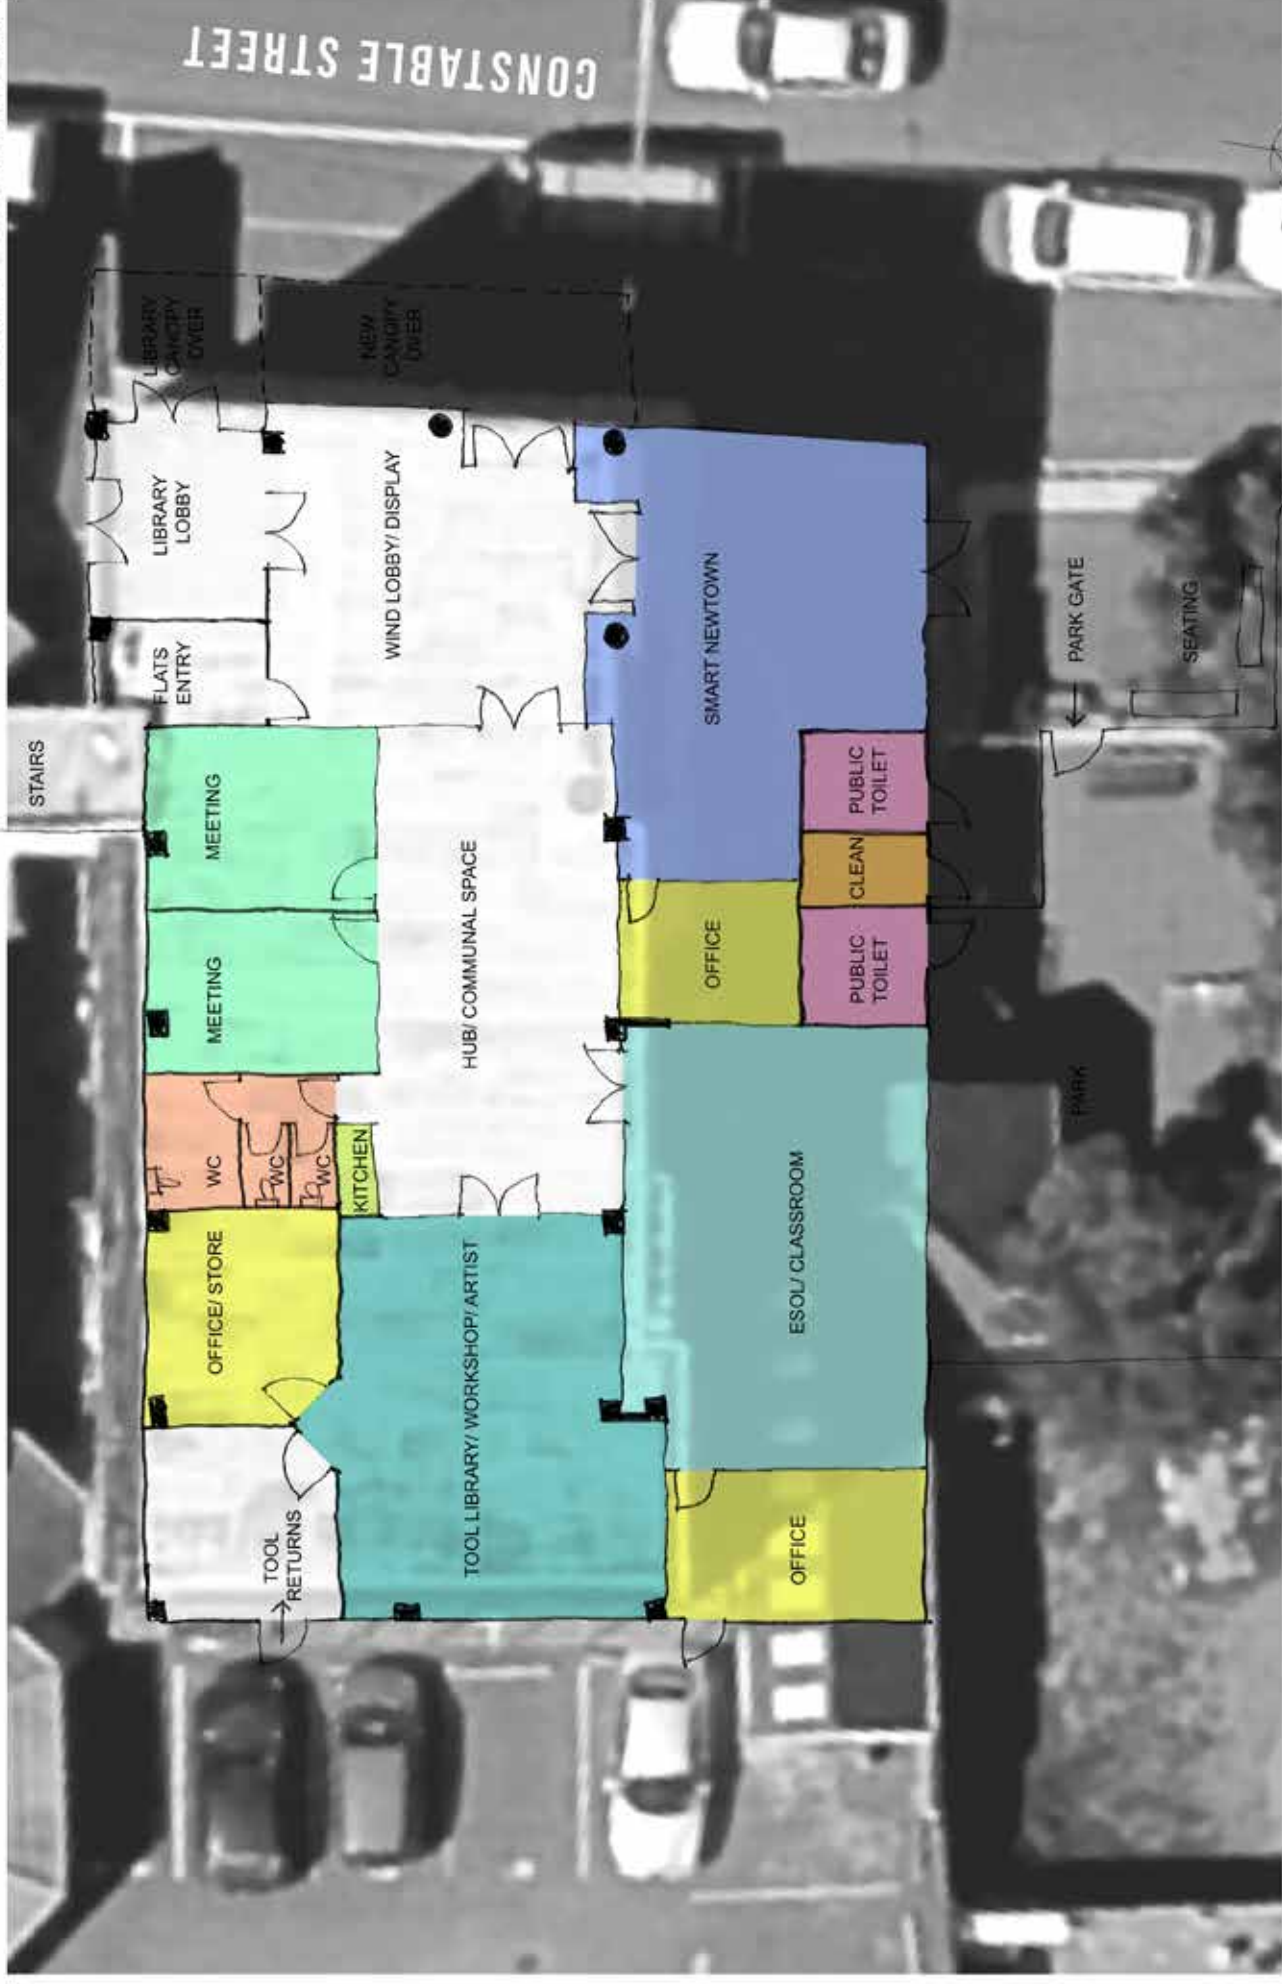 CONSTABLE STREET
LIBRARY
CANOPY
OVER
NEW
CANOPY
OVER
LIBRARY
LOBBY
WIND LOBBY/ DISPLAY
FLATS
ENTRY
STAIRS
SMART NEWTOWN
PARK GATE
SEATING
MEETING
MEETING
HUB/ COMMUNAL SPACE
PUBLIC
TOILET
CLEAN
PUBLIC
TOILET
OFFICE
PARK
WC
WC
WC
KITCHEN
OFFICE/ STORE
TOOL LIBRARY/ WORKSHOP/ ARTIST
ESOL/ CLASSROOM
TOOL
RETURNS
OFFICE